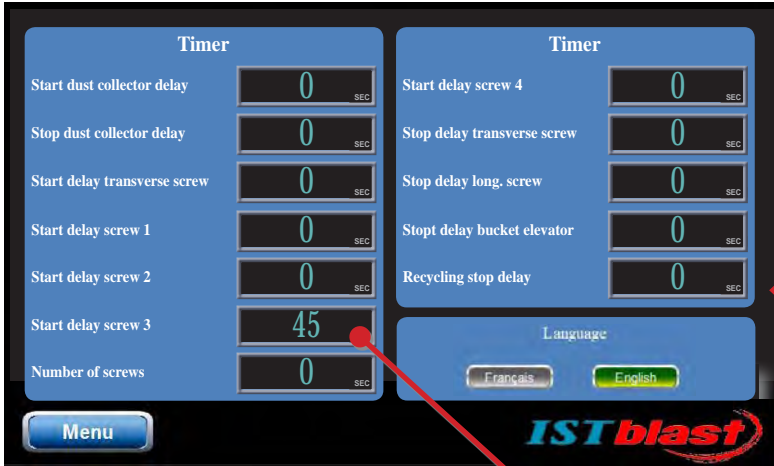 Timer
Start dust collector delay 0 SEC
Stop dust collector delay 0 SEC
Start delay transverse screw 0 SEC
Start delay screw 1 0 SEC
Start delay screw 2 0 SEC
Start delay screw 3 45
Number of screws 0 SEC
Timer
Start delay screw 4 0 SEC
Stop delay transverse screw 0 SEC
Stop delay long. screw 0 SEC
Stopt delay bucket elevator 0 SEC
Recycling stop delay 0 SEC
Language
Français English
Menu
ISTblast